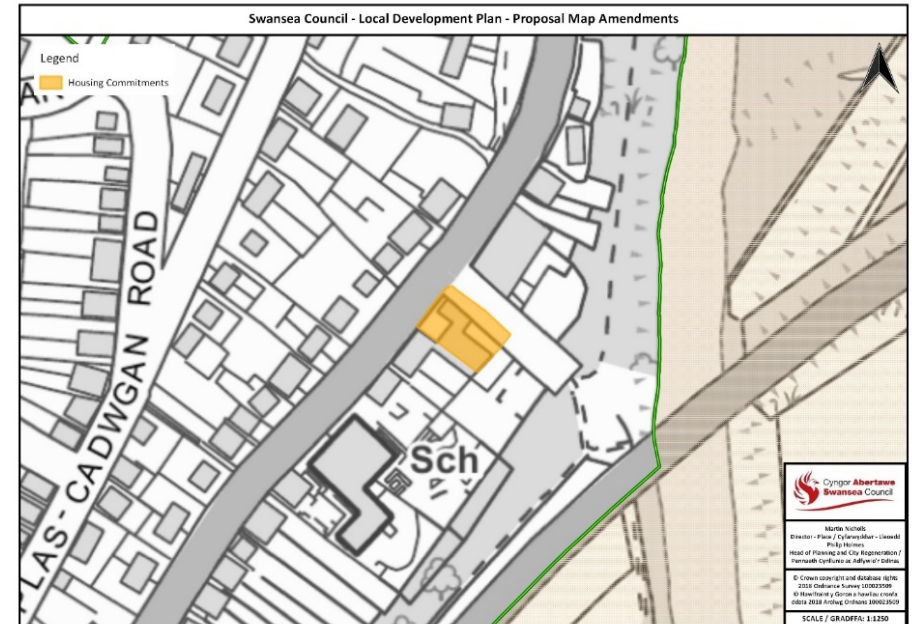 Swansea Council - Local Development Plan - Proposal Map Amendments
Legend
Housing Commitments
PLAS-CADWGAN ROAD
Sch
Cyngor Abertawe
Swansea Council
Martin Nicholls
Director - Place / Cyfarwyddwr - Lleoedd
Philip Holmes
Head of Planning and City Regeneration /
Pennaeth Cynllunio ac Adfywio'r Ddinas
© Crown copyright and database rights
2018 Ordnance Survey 100023509
© Hawlfraint y Goron a hawliau cronfa
ddata 2018 Arolwg Ordnans 100023509
SCALE / GRADDFA: 1:1250